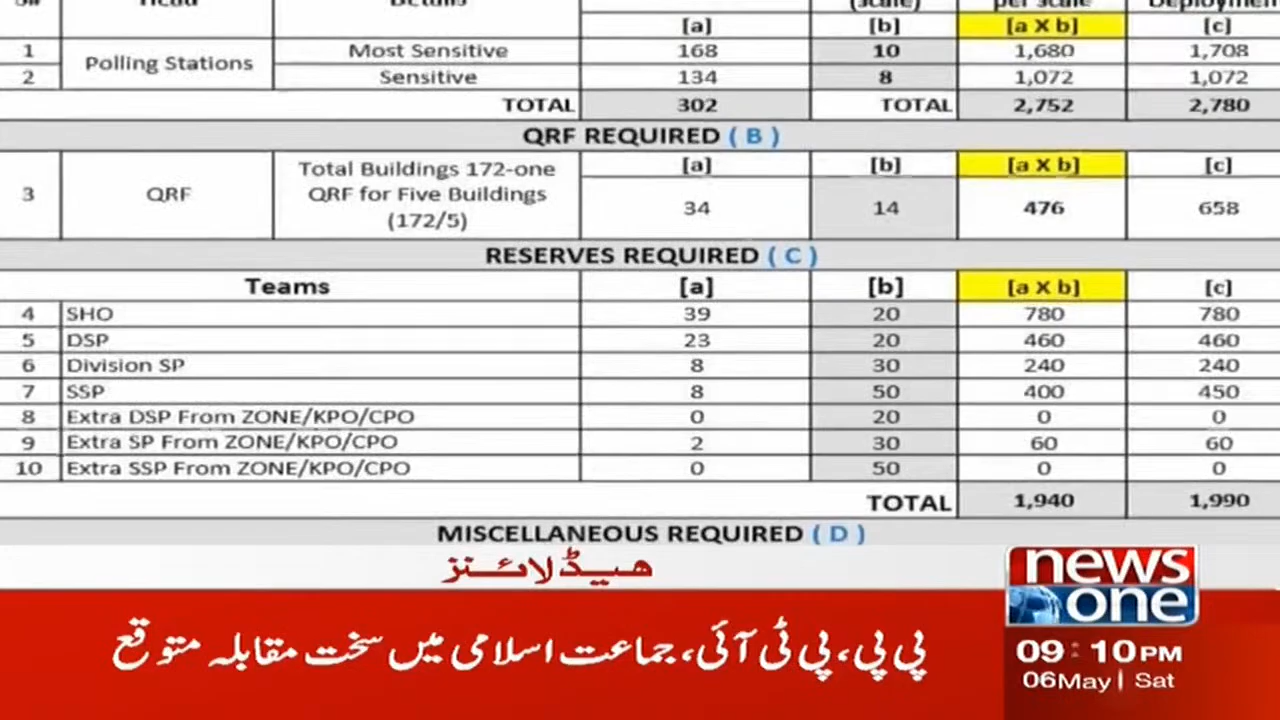 S# Head Details (scale) per scale Deployment
[a] [b] [a X b] [c]
1 Polling Stations Most Sensitive 168 10 1,680 1,708
2 Sensitive 134 8 1,072 1,072
TOTAL 302 TOTAL 2,752 2,780
QRF REQUIRED ( B )
[a] [b] [a X b] [c]
3 QRF Total Buildings 172-one
QRF for Five Buildings
(172/5) 34 14 476 658
RESERVES REQUIRED ( C )
Teams [a] [b] [a X b] [c]
4 SHO 39 20 780 780
5 DSP 23 20 460 460
6 Division SP 8 30 240 240
7 SSP 8 50 400 450
8 Extra DSP From ZONE/KPO/CPO 0 20 0 0
9 Extra SP From ZONE/KPO/CPO 2 30 60 60
10 Extra SSP From ZONE/KPO/CPO 0 50 0 0
TOTAL 1,940 1,990
MISCELLANEOUS REQUIRED ( D )
ہیڈلائنز
news
one
پی پی، پی ٹی آئی، جماعت اسلامی میں سخت مقابلہ متوقع
09:10 PM
06May | Sat